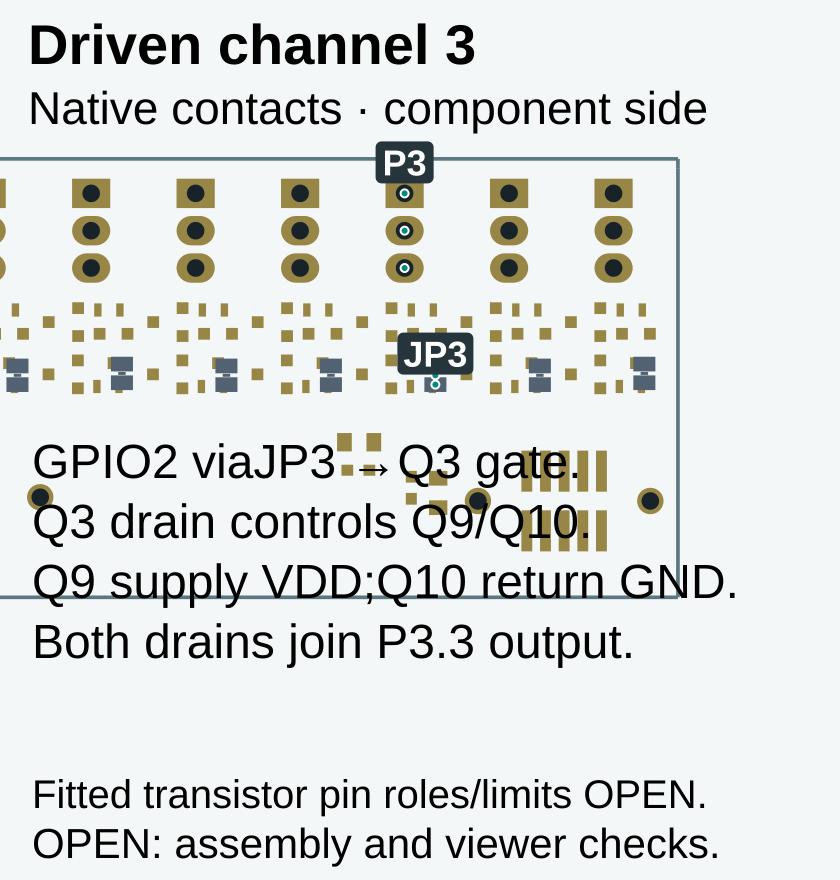 Driven channel 3
Native contacts · component side
P3
JP3
GPIO2 viaJP3 →Q3 gate.
Q3 drain controls Q9/Q10.
Q9 supply VDD;Q10 return GND.
Both drains join P3.3 output.
Fitted transistor pin roles/limits OPEN.
OPEN: assembly and viewer checks.